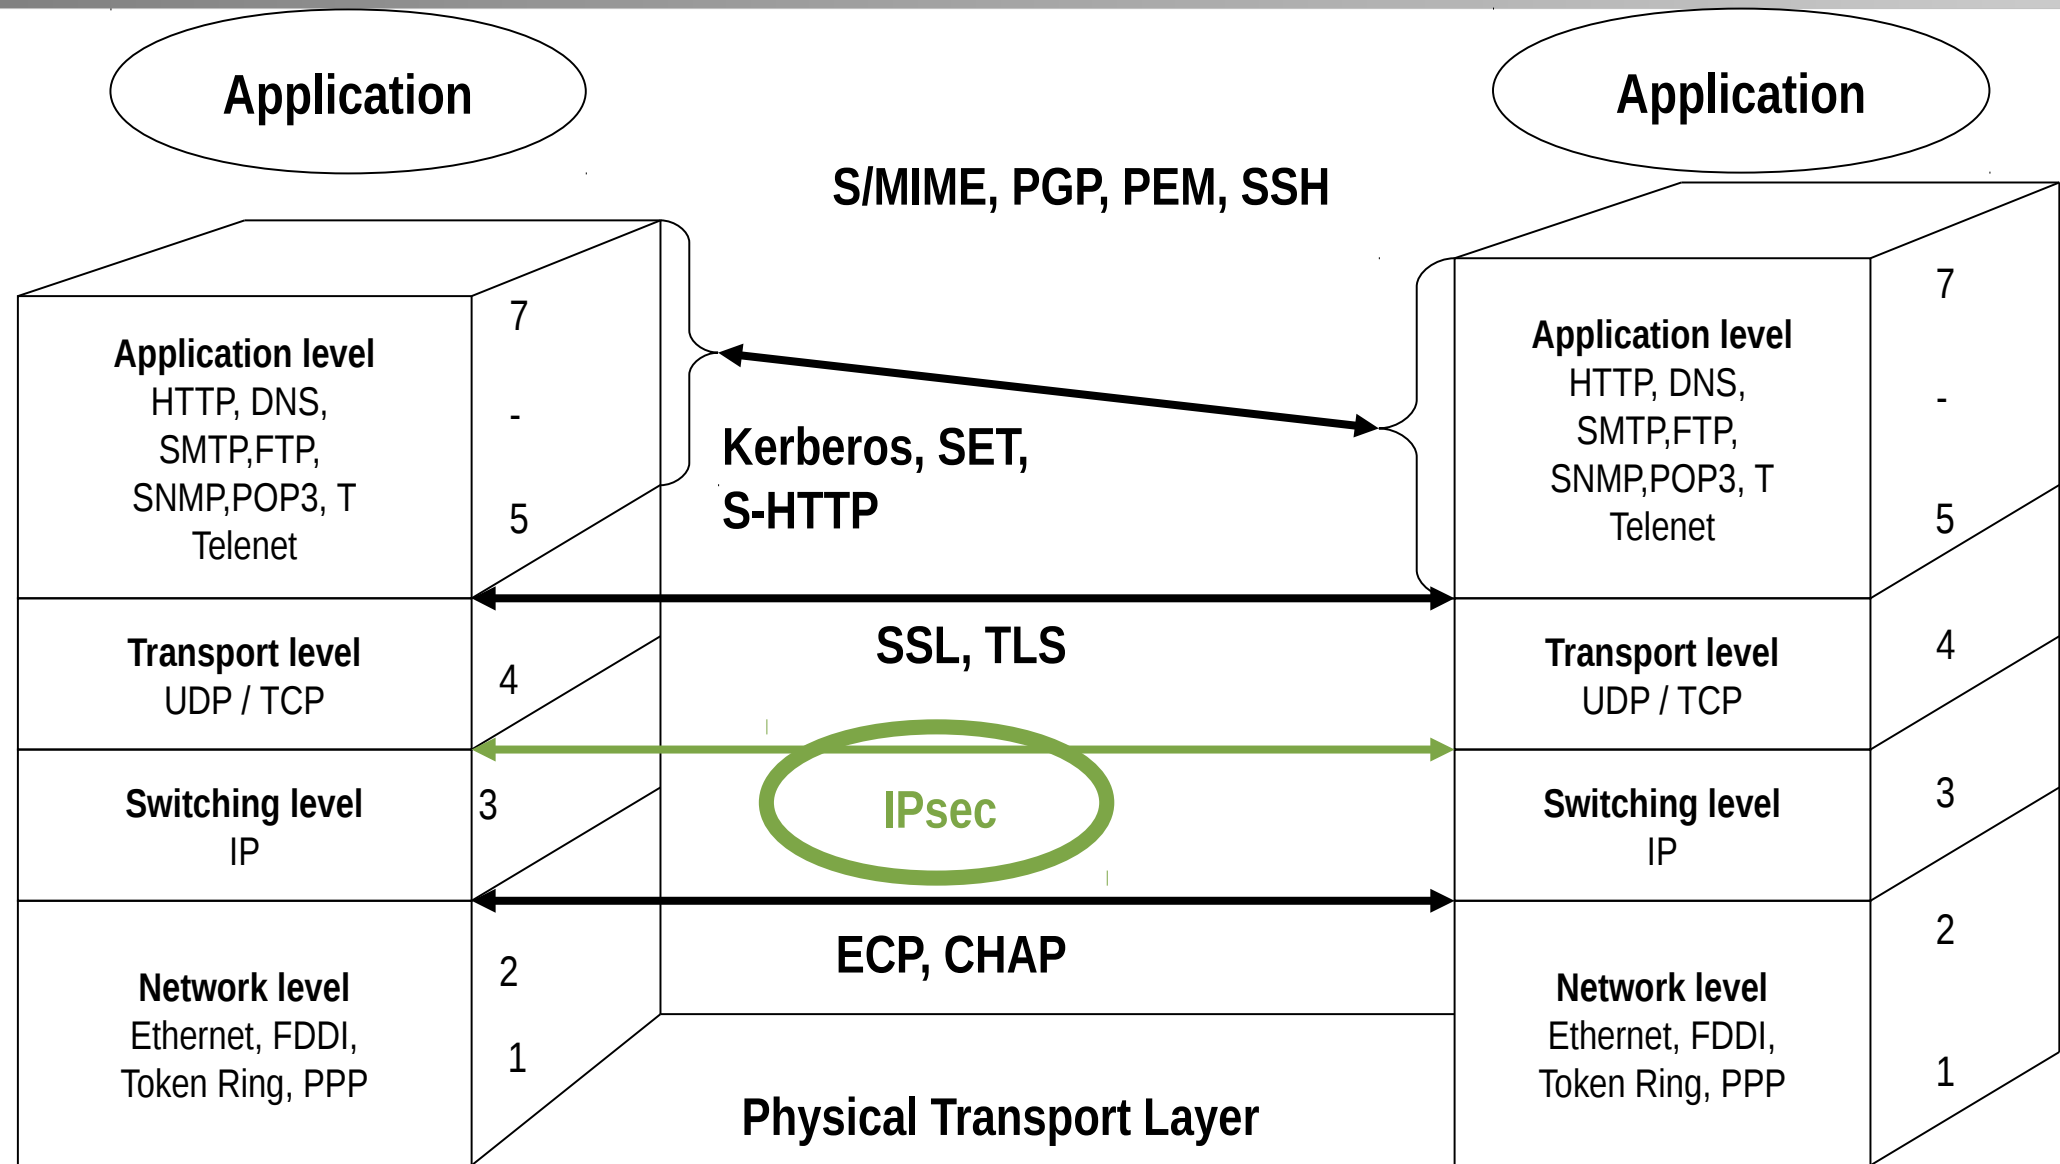 Application
Application
S/MIME, PGP, PEM, SSH
Application level
HTTP, DNS,
SMTP,FTP,
SNMP,POP3, T
Telenet
7
-
5
Kerberos, SET,
S-HTTP
Application level
HTTP, DNS,
SMTP,FTP,
SNMP,POP3, T
Telenet
7
-
5
Transport level
UDP / TCP
4
SSL, TLS
Transport level
UDP / TCP
4
Switching level
IP
3
IPsec
Switching level
IP
3
Network level
Ethernet, FDDI,
Token Ring, PPP
2
1
ECP, CHAP
Physical Transport Layer
Network level
Ethernet, FDDI,
Token Ring, PPP
2
1